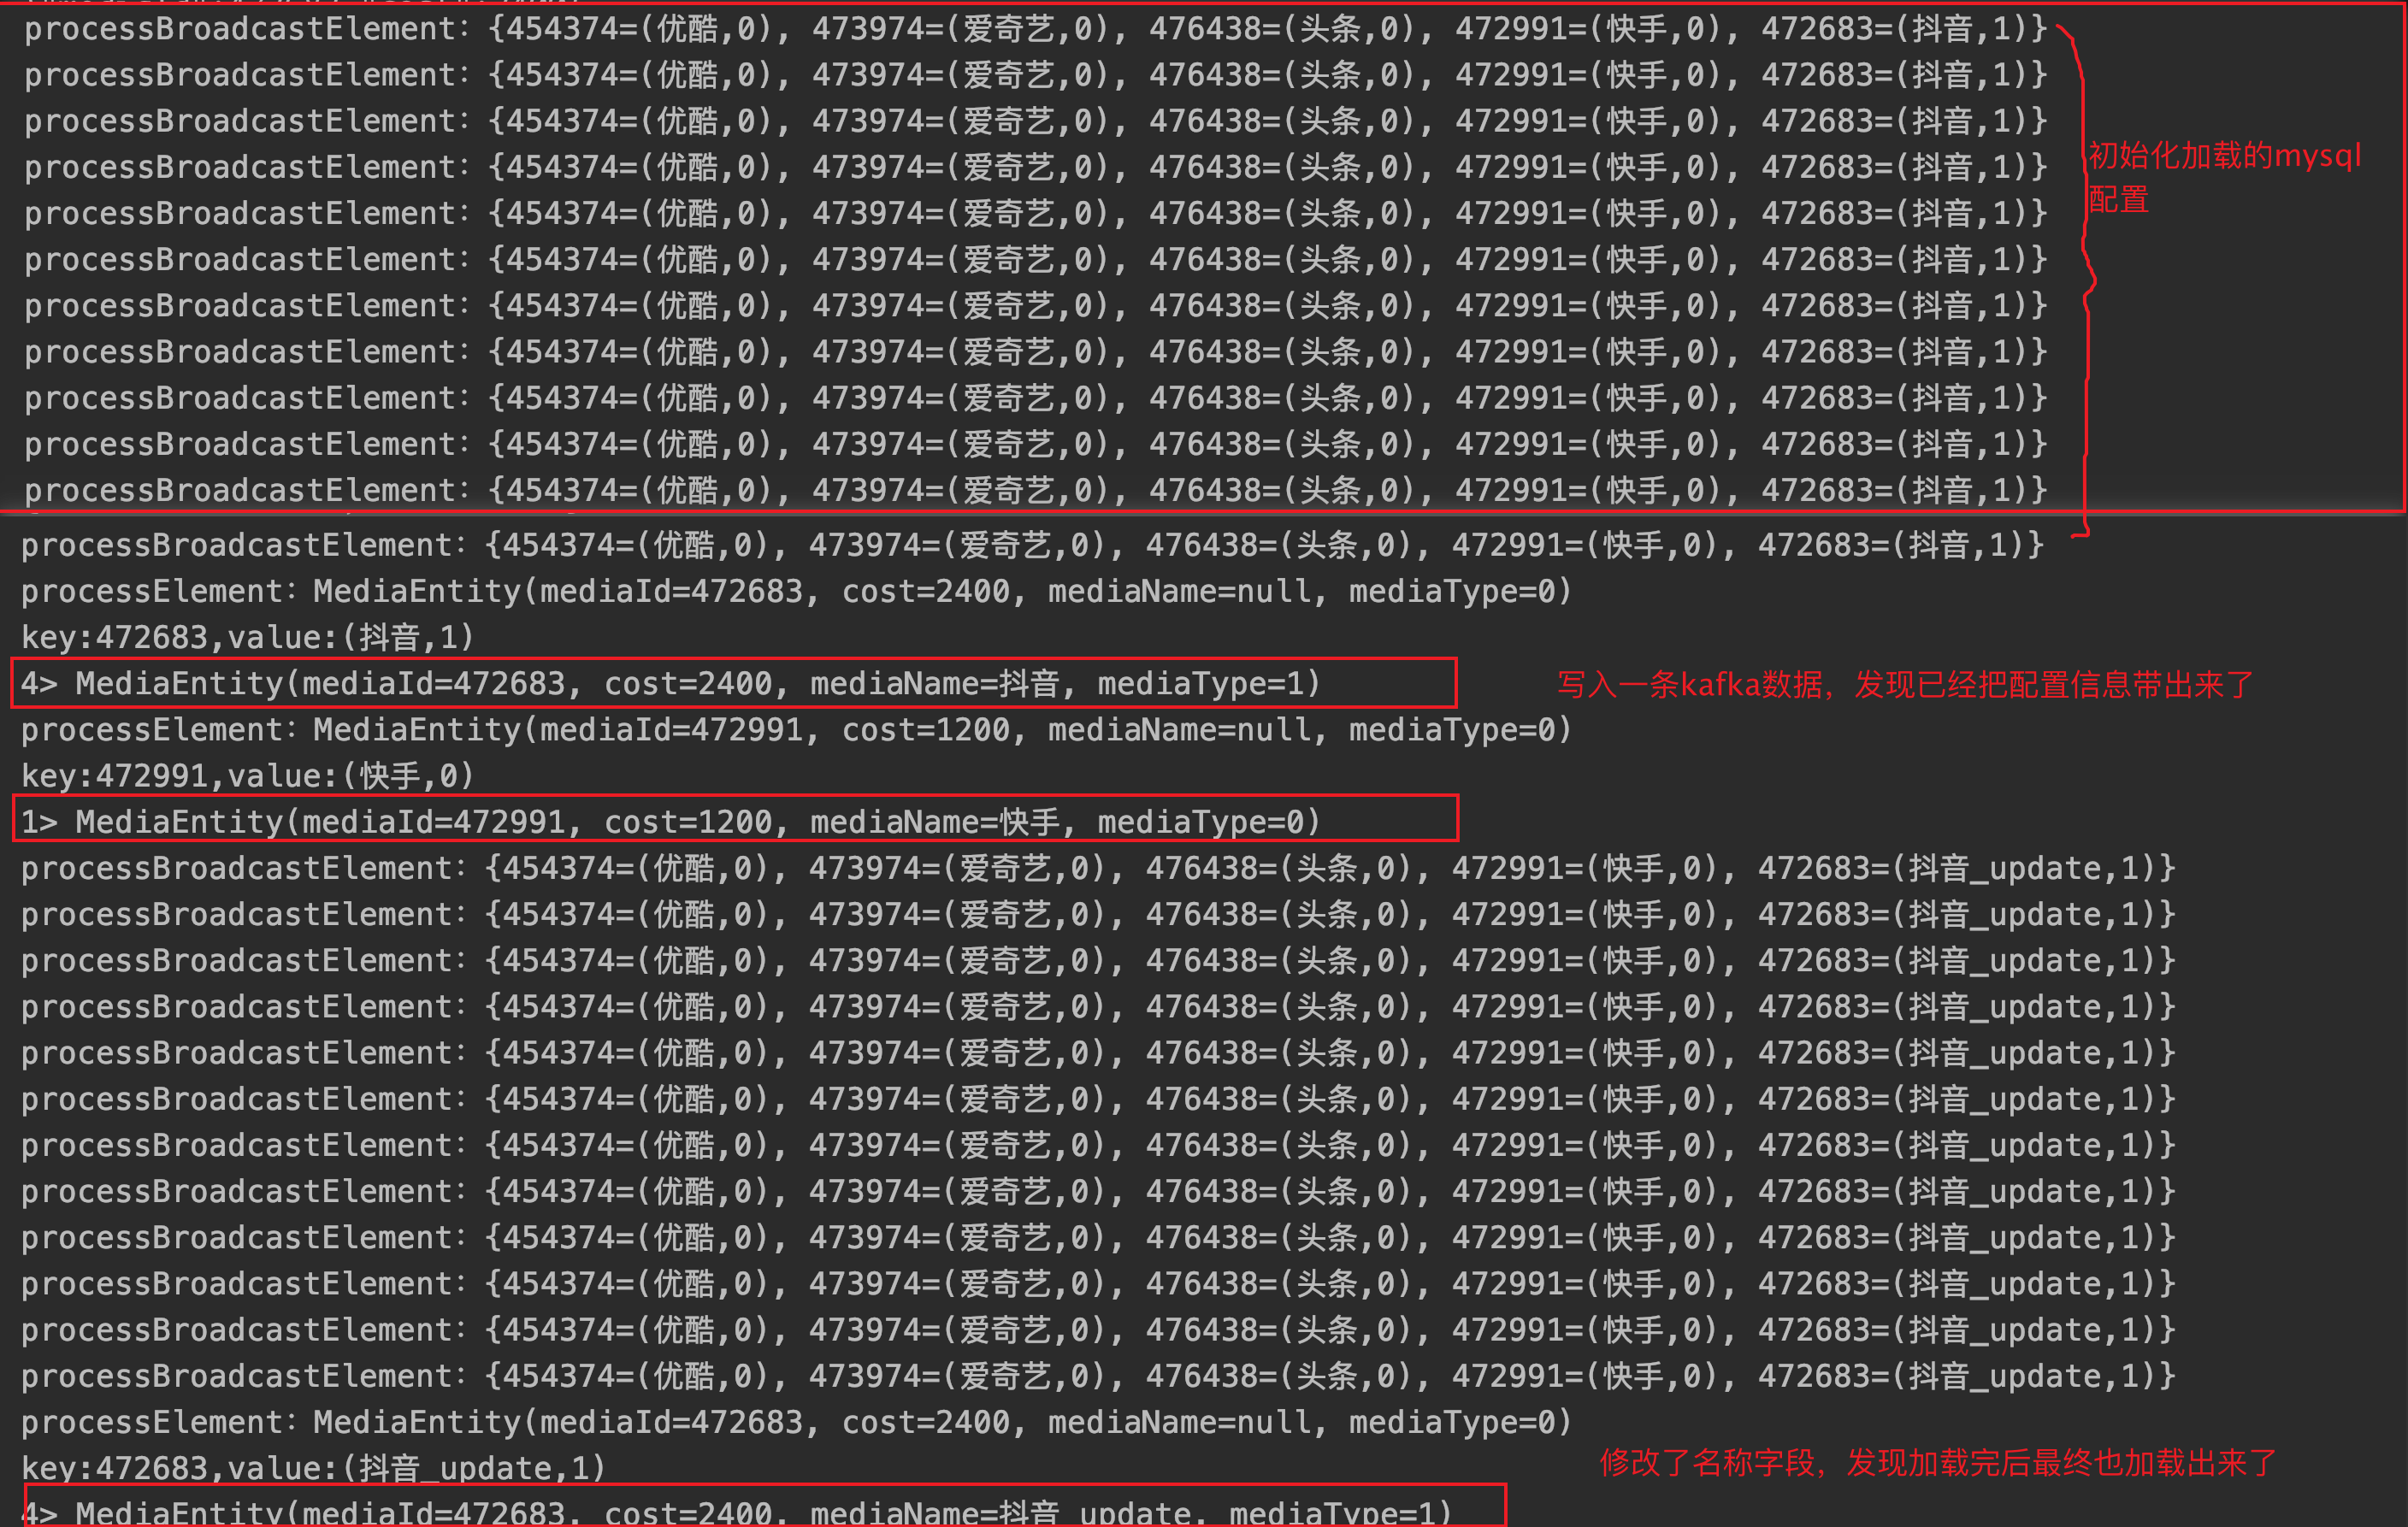 processBroadcastElement：{454374=(优酷,0), 473974=(爱奇艺,0), 476438=(头条,0), 472991=(快手,0), 472683=(抖音,1)}
processBroadcastElement：{454374=(优酷,0), 473974=(爱奇艺,0), 476438=(头条,0), 472991=(快手,0), 472683=(抖音,1)}
processBroadcastElement：{454374=(优酷,0), 473974=(爱奇艺,0), 476438=(头条,0), 472991=(快手,0), 472683=(抖音,1)}
初始化加载的mysql
processBroadcastElement：{454374=(优酷,0), 473974=(爱奇艺,0), 476438=(头条,0), 472991=(快手,0), 472683=(抖音,1)}
配置
processBroadcastElement：{454374=(优酷,0), 473974=(爱奇艺,0), 476438=(头条,0), 472991=(快手,0), 472683=(抖音,1)}
processBroadcastElement：{454374=(优酷,0), 473974=(爱奇艺,0), 476438=(头条,0), 472991=(快手,0), 472683=(抖音,1)}
processBroadcastElement：{454374=(优酷,0), 473974=(爱奇艺,0), 476438=(头条,0), 472991=(快手,0), 472683=(抖音,1)}
processBroadcastElement：{454374=(优酷,0), 473974=(爱奇艺,0), 476438=(头条,0), 472991=(快手,0), 472683=(抖音,1)}
processBroadcastElement：{454374=(优酷,0), 473974=(爱奇艺,0), 476438=(头条,0), 472991=(快手,0), 472683=(抖音,1)}
processBroadcastElement：{454374=(优酷,0), 473974=(爱奇艺,0), 476438=(头条,0), 472991=(快手,0), 472683=(抖音,1)}
processBroadcastElement：{454374=(优酷,0), 473974=(爱奇艺,0), 476438=(头条,0), 472991=(快手,0), 472683=(抖音,1)}
processBroadcastElement：{454374=(优酷,0), 473974=(爱奇艺,0), 476438=(头条,0), 472991=(快手,0), 472683=(抖音,1)}
processElement：MediaEntity(mediaId=472683, cost=2400, mediaName=null, mediaType=0)
key:472683,value:(抖音,1)
4> MediaEntity(mediaId=472683, cost=2400, mediaName=抖音, mediaType=1)
写入一条kafka数据，发现已经把配置信息带出来了
processElement：MediaEntity(mediaId=472991, cost=1200, mediaName=null, mediaType=0)
key:472991,value:(快手,0)
1> MediaEntity(mediaId=472991, cost=1200, mediaName=快手, mediaType=0)
processBroadcastElement：{454374=(优酷,0), 473974=(爱奇艺,0), 476438=(头条,0), 472991=(快手,0), 472683=(抖音_update,1)}
processBroadcastElement：{454374=(优酷,0), 473974=(爱奇艺,0), 476438=(头条,0), 472991=(快手,0), 472683=(抖音_update,1)}
processBroadcastElement：{454374=(优酷,0), 473974=(爱奇艺,0), 476438=(头条,0), 472991=(快手,0), 472683=(抖音_update,1)}
processBroadcastElement：{454374=(优酷,0), 473974=(爱奇艺,0), 476438=(头条,0), 472991=(快手,0), 472683=(抖音_update,1)}
processBroadcastElement：{454374=(优酷,0), 473974=(爱奇艺,0), 476438=(头条,0), 472991=(快手,0), 472683=(抖音_update,1)}
processBroadcastElement：{454374=(优酷,0), 473974=(爱奇艺,0), 476438=(头条,0), 472991=(快手,0), 472683=(抖音_update,1)}
processBroadcastElement：{454374=(优酷,0), 473974=(爱奇艺,0), 476438=(头条,0), 472991=(快手,0), 472683=(抖音_update,1)}
processBroadcastElement：{454374=(优酷,0), 473974=(爱奇艺,0), 476438=(头条,0), 472991=(快手,0), 472683=(抖音_update,1)}
processBroadcastElement：{454374=(优酷,0), 473974=(爱奇艺,0), 476438=(头条,0), 472991=(快手,0), 472683=(抖音_update,1)}
processBroadcastElement：{454374=(优酷,0), 473974=(爱奇艺,0), 476438=(头条,0), 472991=(快手,0), 472683=(抖音_update,1)}
processBroadcastElement：{454374=(优酷,0), 473974=(爱奇艺,0), 476438=(头条,0), 472991=(快手,0), 472683=(抖音_update,1)}
processBroadcastElement：{454374=(优酷,0), 473974=(爱奇艺,0), 476438=(头条,0), 472991=(快手,0), 472683=(抖音_update,1)}
processElement：MediaEntity(mediaId=472683, cost=2400, mediaName=null, mediaType=0)
key:472683,value:(抖音_update,1)
修改了名称字段，发现加载完后最终也加载出来了
4> MediaEntity(mediaId=472683, cost=2400, mediaName=抖音_update, mediaType=1)